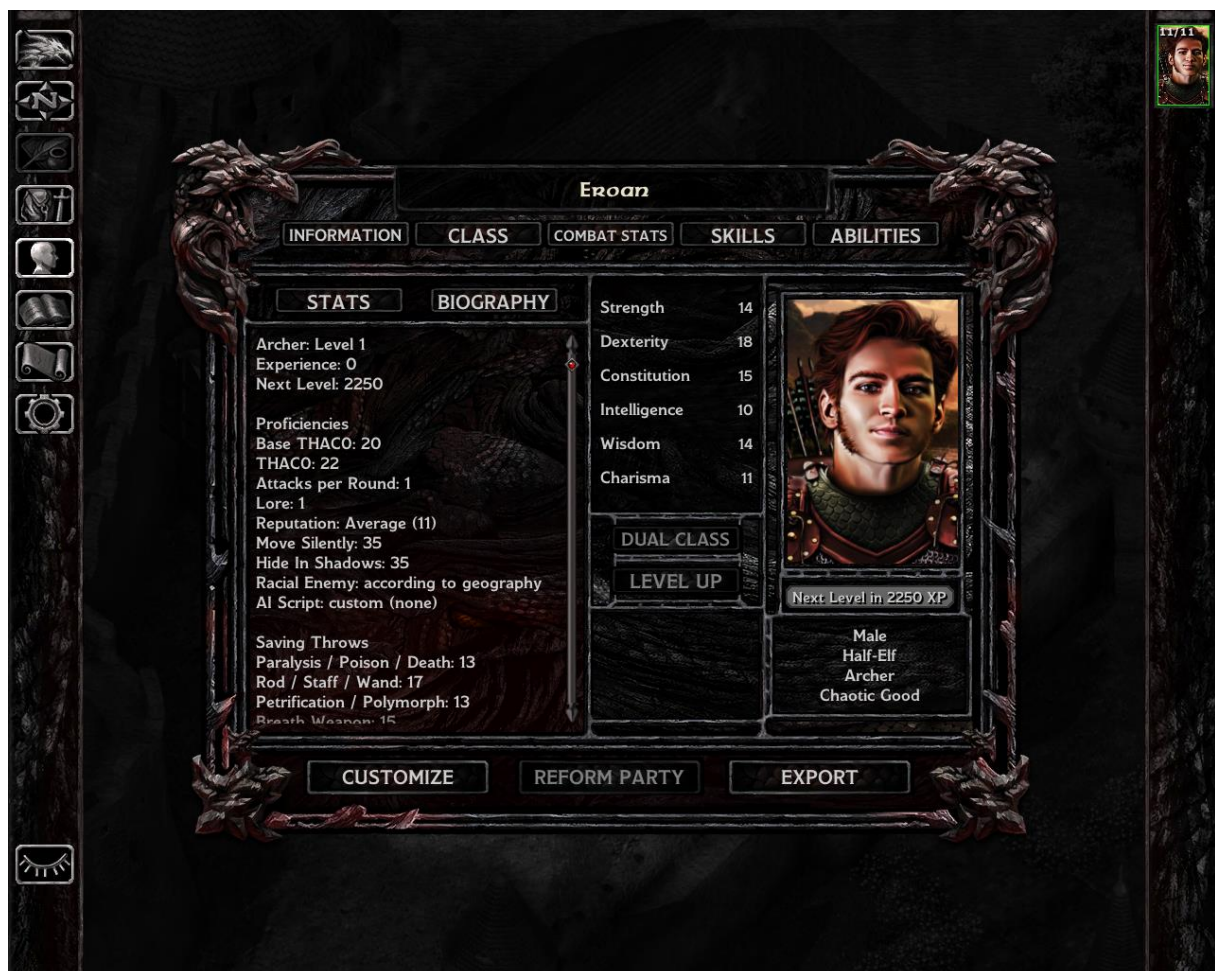 11/11
N
Eroan
INFORMATION CLASS COMBAT STATS SKILLS ABILITIES
STATS BIOGRAPHY
Archer: Level 1
Experience: 0
Next Level: 2250
Proficiencies
Base THAC0: 20
THAC0: 22
Attacks per Round: 1
Lore: 1
Reputation: Average (11)
Move Silently: 35
Hide In Shadows: 35
Racial Enemy: according to geography
AI Script: custom (none)
Saving Throws
Paralysis / Poison / Death: 13
Rod / Staff / Wand: 17
Petrification / Polymorph: 13
Breath Weapon: 15
Strength 14
Dexterity 18
Constitution 15
Intelligence 10
Wisdom 14
Charisma 11
DUAL CLASS
LEVEL UP
Next Level in 2250 XP
Male
Half-Elf
Archer
Chaotic Good
CUSTOMIZE REFORM PARTY EXPORT